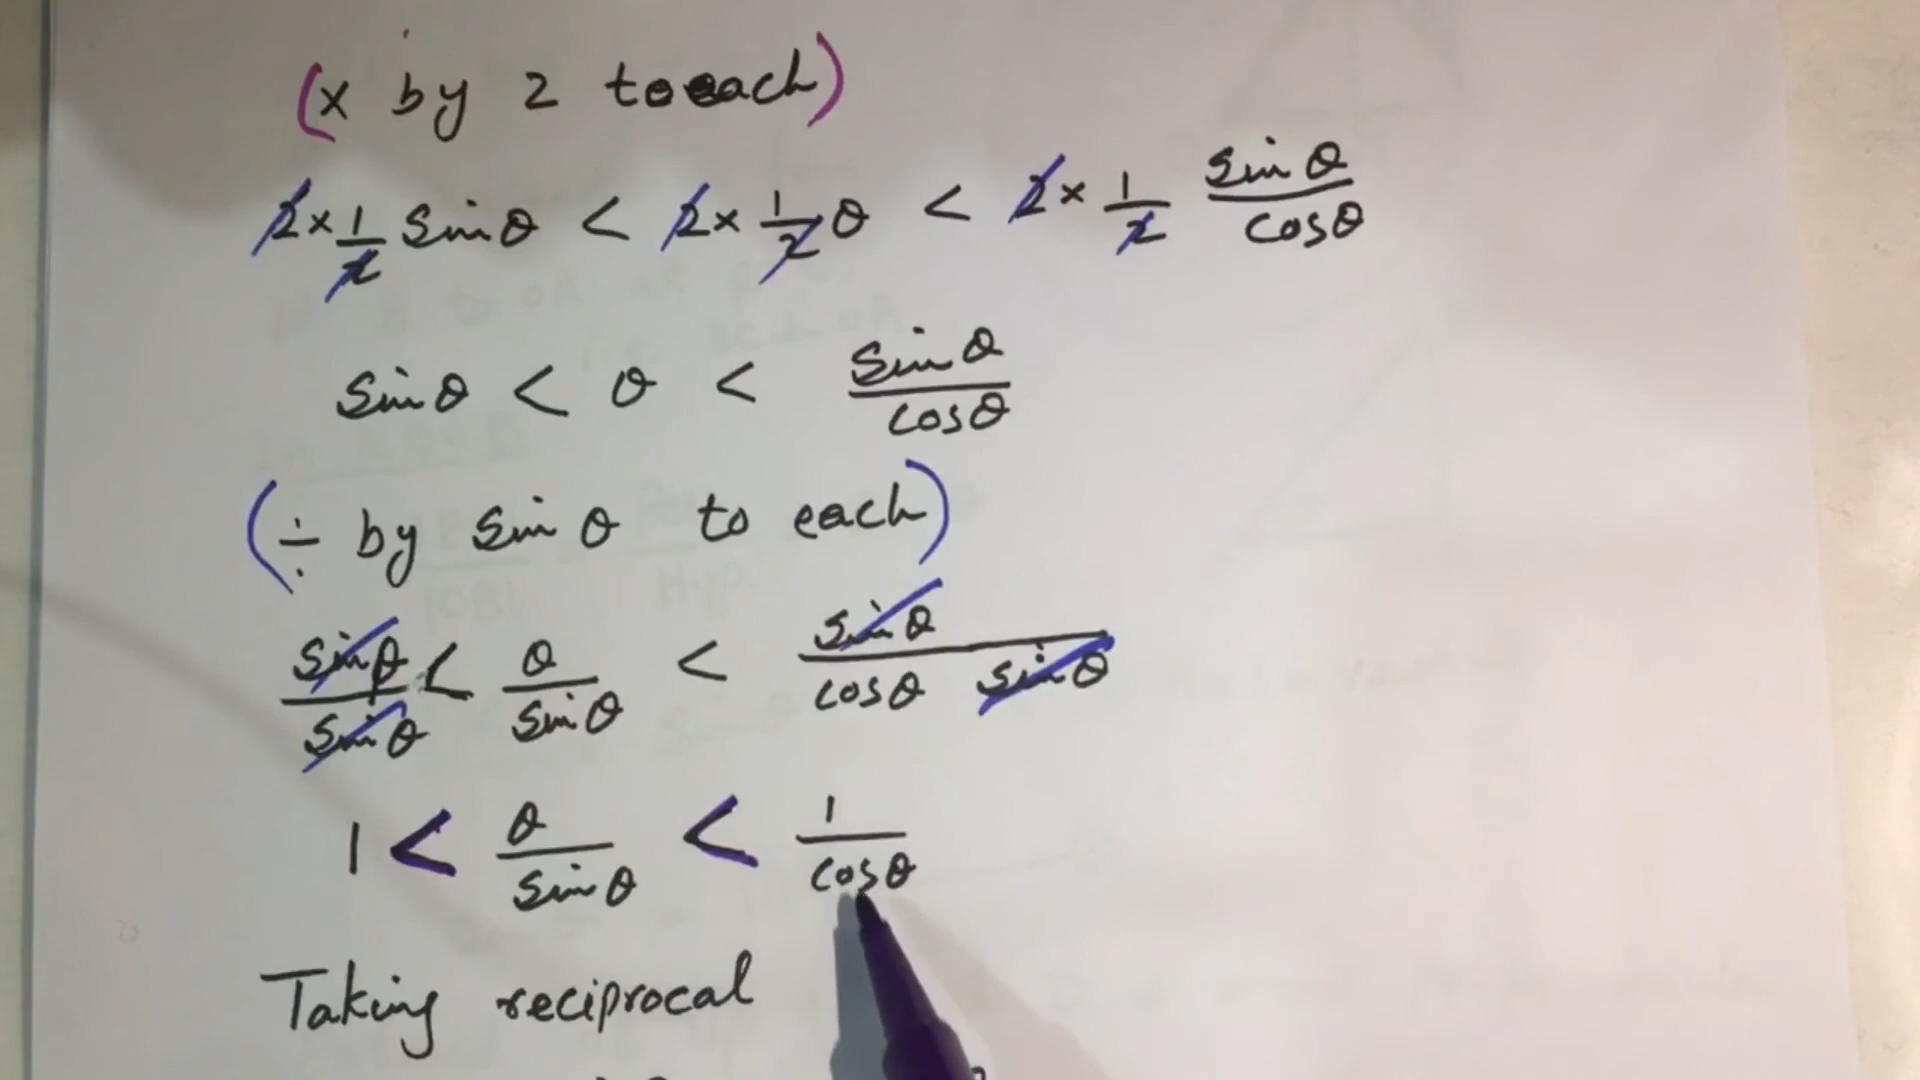 (x by 2 to each)
2 × 1/2 sin θ < 2 × 1/2 θ < 2 × 1/2 sin θ/cos θ
sin θ < θ < sin θ/cos θ
(÷ by sin θ to each)
sin θ/sin θ < θ/sin θ < sin θ/cos θ sin θ
1 < θ/sin θ < 1/cos θ
Taking reciprocal